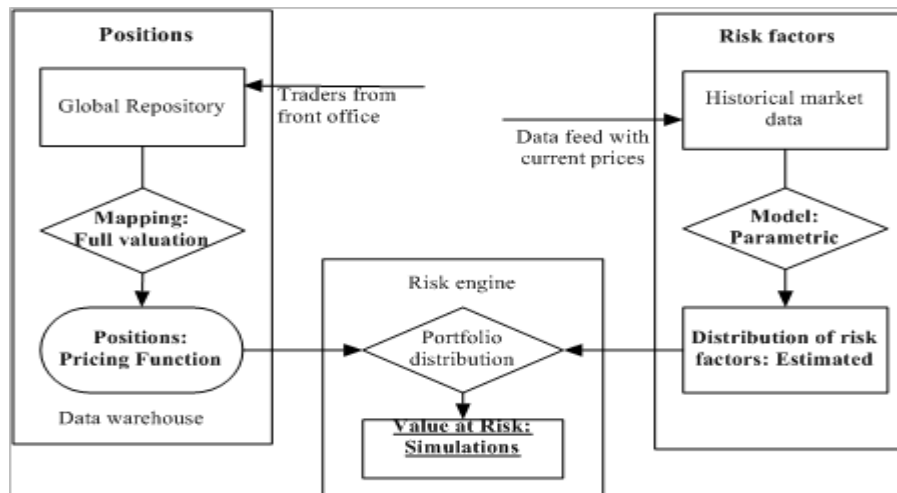 Positions
Global Repository
Traders from
front office
Mapping:
Full valuation
Positions:
Pricing Function
Data warehouse
Risk engine
Portfolio
distribution
Value at Risk:
Simulations
Risk factors
Historical market
data
Data feed with
current prices
Model:
Parametric
Distribution of risk
factors: Estimated